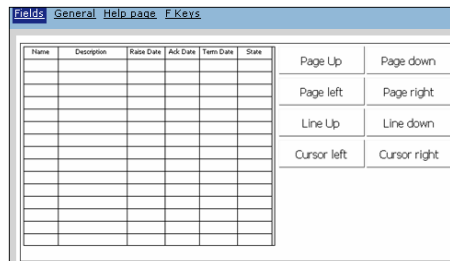 Fields General Help page F Keys
Name Description Raise Date Ack Date Term Date State
Page Up Page down
Page left Page right
Line Up Line down
Cursor left Cursor right